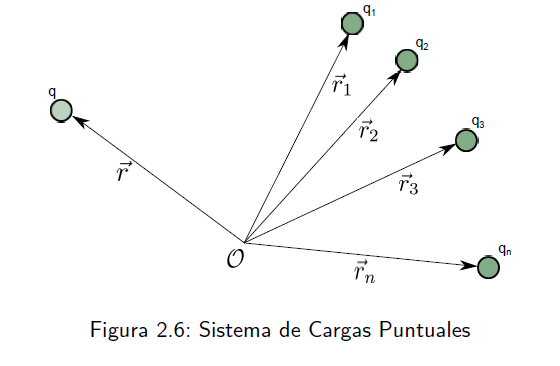 q₁
q₂
q
r⃗₁
r⃗₂
q₃
r⃗
r⃗₃
𝒪
qₙ
r⃗ₙ
Figura 2.6: Sistema de Cargas Puntuales